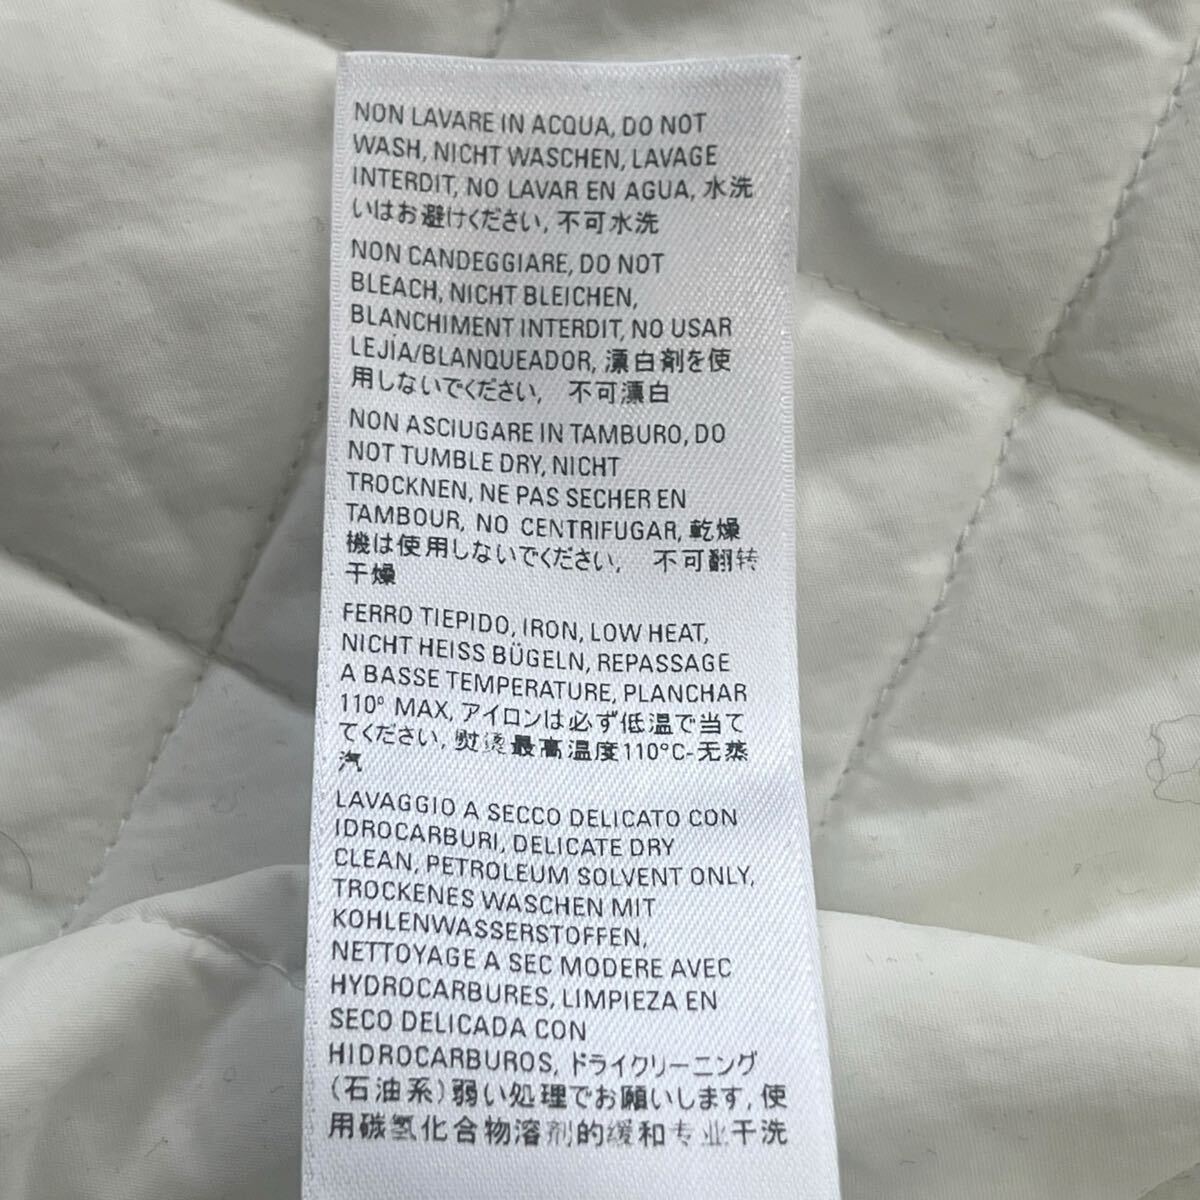 NON LAVARE IN ACQUA, DO NOT
WASH, NICHT WASCHEN, LAVAGE
INTERDIT, NO LAVAR EN AGUA, 水洗
いはお避けください, 不可水洗
NON CANDEGGIARE, DO NOT
BLEACH, NICHT BLEICHEN,
BLANCHIMENT INTERDIT, NO USAR
LEJÍA/BLANQUEADOR, 漂白剤を使
用しないでください, 不可漂白
NON ASCIUGARE IN TAMBURO, DO
NOT TUMBLE DRY, NICHT
TROCKNEN, NE PAS SECHER EN
TAMBOUR, NO CENTRIFUGAR, 乾燥
機は使用しないでください, 不可翻转
干燥
FERRO TIEPIDO, IRON, LOW HEAT,
NICHT HEISS BÜGELN, REPASSAGE
A BASSE TEMPERATURE, PLANCHAR
110° MAX, アイロンは必ず低温で当て
てください, 熨烫最高温度110°C-无蒸
汽
LAVAGGIO A SECCO DELICATO CON
IDROCARBURI, DELICATE DRY
CLEAN, PETROLEUM SOLVENT ONLY,
TROCKENES WASCHEN MIT
KOHLENWASSERSTOFFEN,
NETTOYAGE A SEC MODERE AVEC
HYDROCARBURES, LIMPIEZA EN
SECO DELICADA CON
HIDROCARBUROS, ドライクリーニング
(石油系)弱い処理でお願いします, 使
用碳氢化合物溶剂的缓和专业干洗